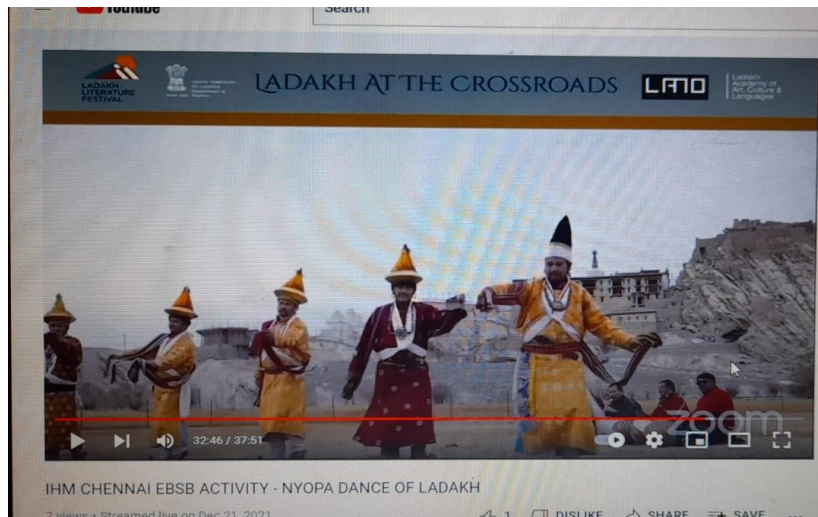 YouTube
Search
LADAKH
LITERATURE
FESTIVAL
LADAKH AT THE CROSSROADS
LAMO
Ladakh
Academy of
Art, Culture &
Languages
zoom
32:46 / 37:51
IHM CHENNAI EBSB ACTIVITY - NYOPA DANCE OF LADAKH
7 views • Streamed live on Dec 21, 2021
1 DISLIKE SHARE SAVE